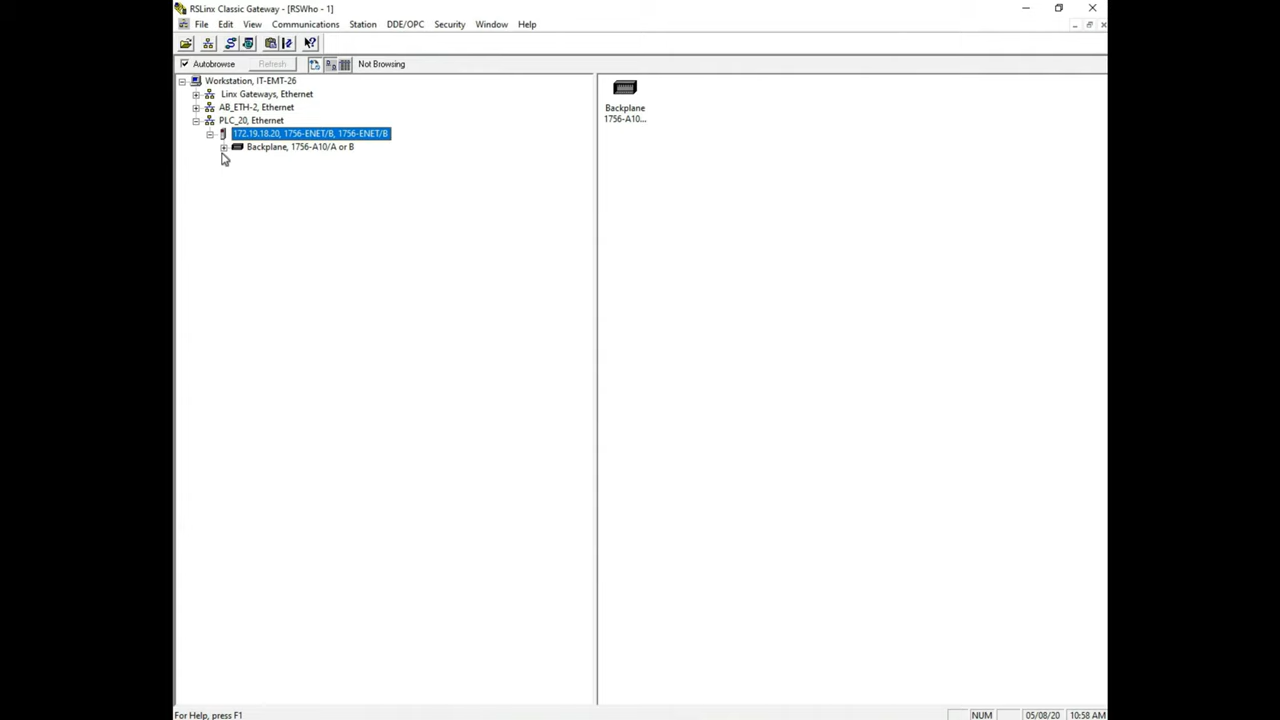 RSLinx Classic Gateway - [RSWho - 1]
File Edit View Communications Station DDE/OPC Security Window Help
Autobrowse Refresh Not Browsing
Workstation, IT-EMT-26
Linx Gateways, Ethernet
AB_ETH-2, Ethernet
PLC_20, Ethernet
172.19.18.20, 1756-ENET/B, 1756-ENET/B
Backplane, 1756-A10/A or B
Backplane
1756-A10...
For Help, press F1
NUM
05/08/20
10:58 AM